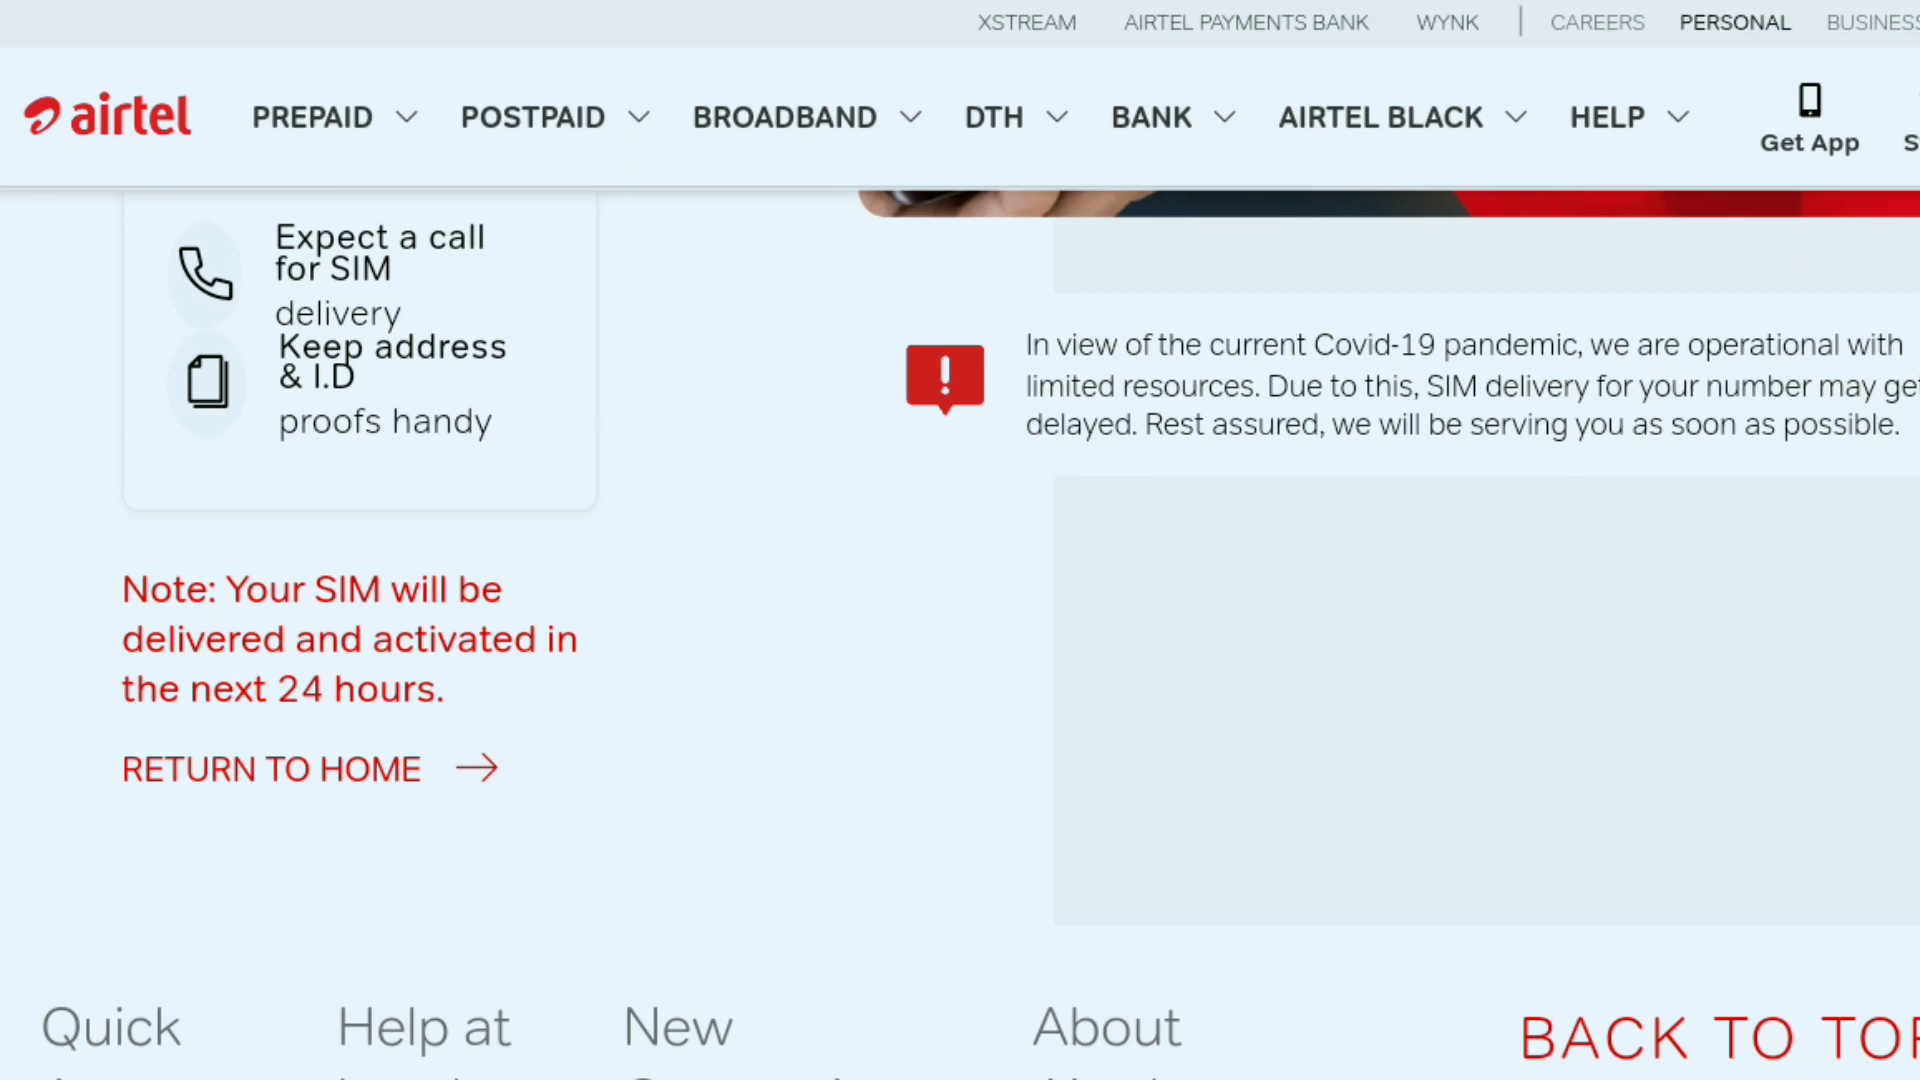 XSTREAM AIRTEL PAYMENTS BANK WYNK CAREERS PERSONAL BUSINESS
airtel PREPAID POSTPAID BROADBAND DTH BANK AIRTEL BLACK HELP
Get App
Expect a call
for SIM
delivery
Keep address
& I.D
proofs handy
In view of the current Covid-19 pandemic, we are operational with
limited resources. Due to this, SIM delivery for your number may get
delayed. Rest assured, we will be serving you as soon as possible.
Note: Your SIM will be
delivered and activated in
the next 24 hours.
RETURN TO HOME
Quick Help at New About
BACK TO TOP